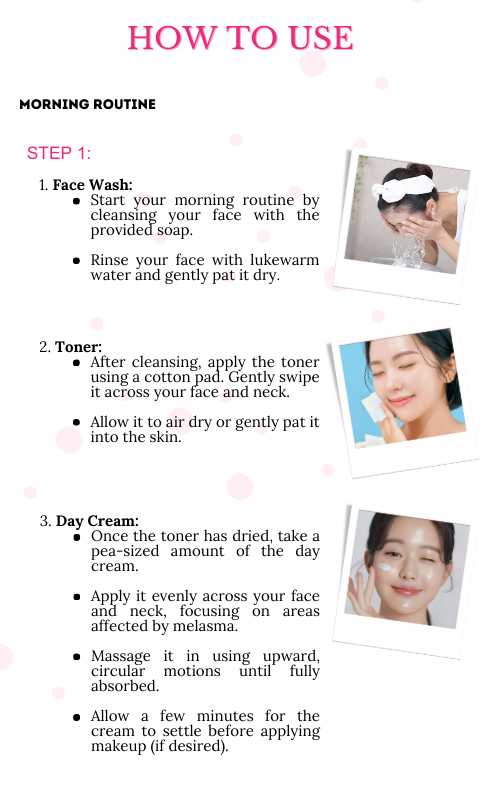 HOW TO USE
MORNING ROUTINE
STEP 1:
1. Face Wash:
• Start your morning routine by
cleansing your face with the
provided soap.
• Rinse your face with lukewarm
water and gently pat it dry.
2. Toner:
• After cleansing, apply the toner
using a cotton pad. Gently swipe
it across your face and neck.
• Allow it to air dry or gently pat it
into the skin.
3. Day Cream:
• Once the toner has dried, take a
pea-sized amount of the day
cream.
• Apply it evenly across your face
and neck, focusing on areas
affected by melasma.
• Massage it in using upward,
circular motions until fully
absorbed.
• Allow a few minutes for the
cream to settle before applying
makeup (if desired).